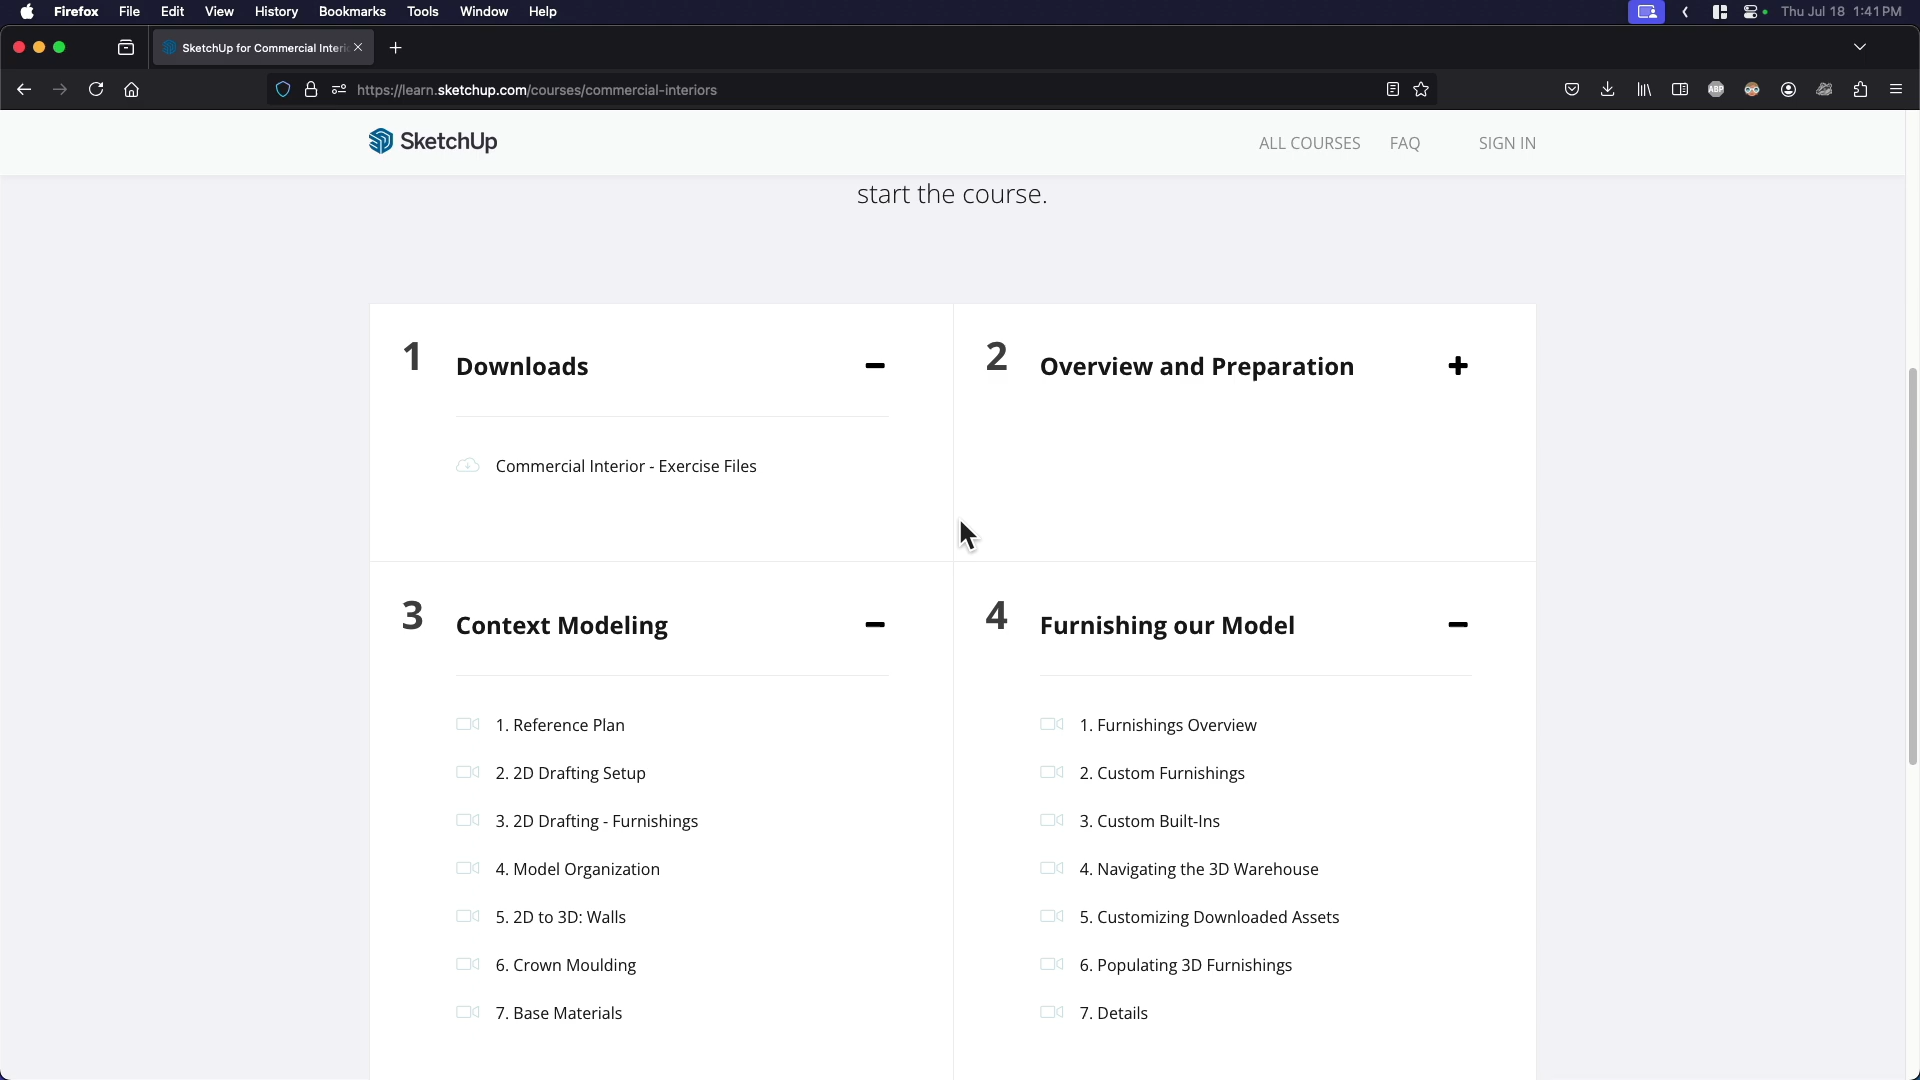 Firefox File Edit View History Bookmarks Tools Window Help Thu Jul 18 1:41 PM
SketchUp for Commercial Interi
https://learn.sketchup.com/courses/commercial-interiors
ABP
SketchUp ALL COURSES FAQ SIGN IN
start the course.
1 Downloads
Commercial Interior - Exercise Files
2 Overview and Preparation
3 Context Modeling
1. Reference Plan
2. 2D Drafting Setup
3. 2D Drafting - Furnishings
4. Model Organization
5. 2D to 3D: Walls
6. Crown Moulding
7. Base Materials
4 Furnishing our Model
1. Furnishings Overview
2. Custom Furnishings
3. Custom Built-Ins
4. Navigating the 3D Warehouse
5. Customizing Downloaded Assets
6. Populating 3D Furnishings
7. Details